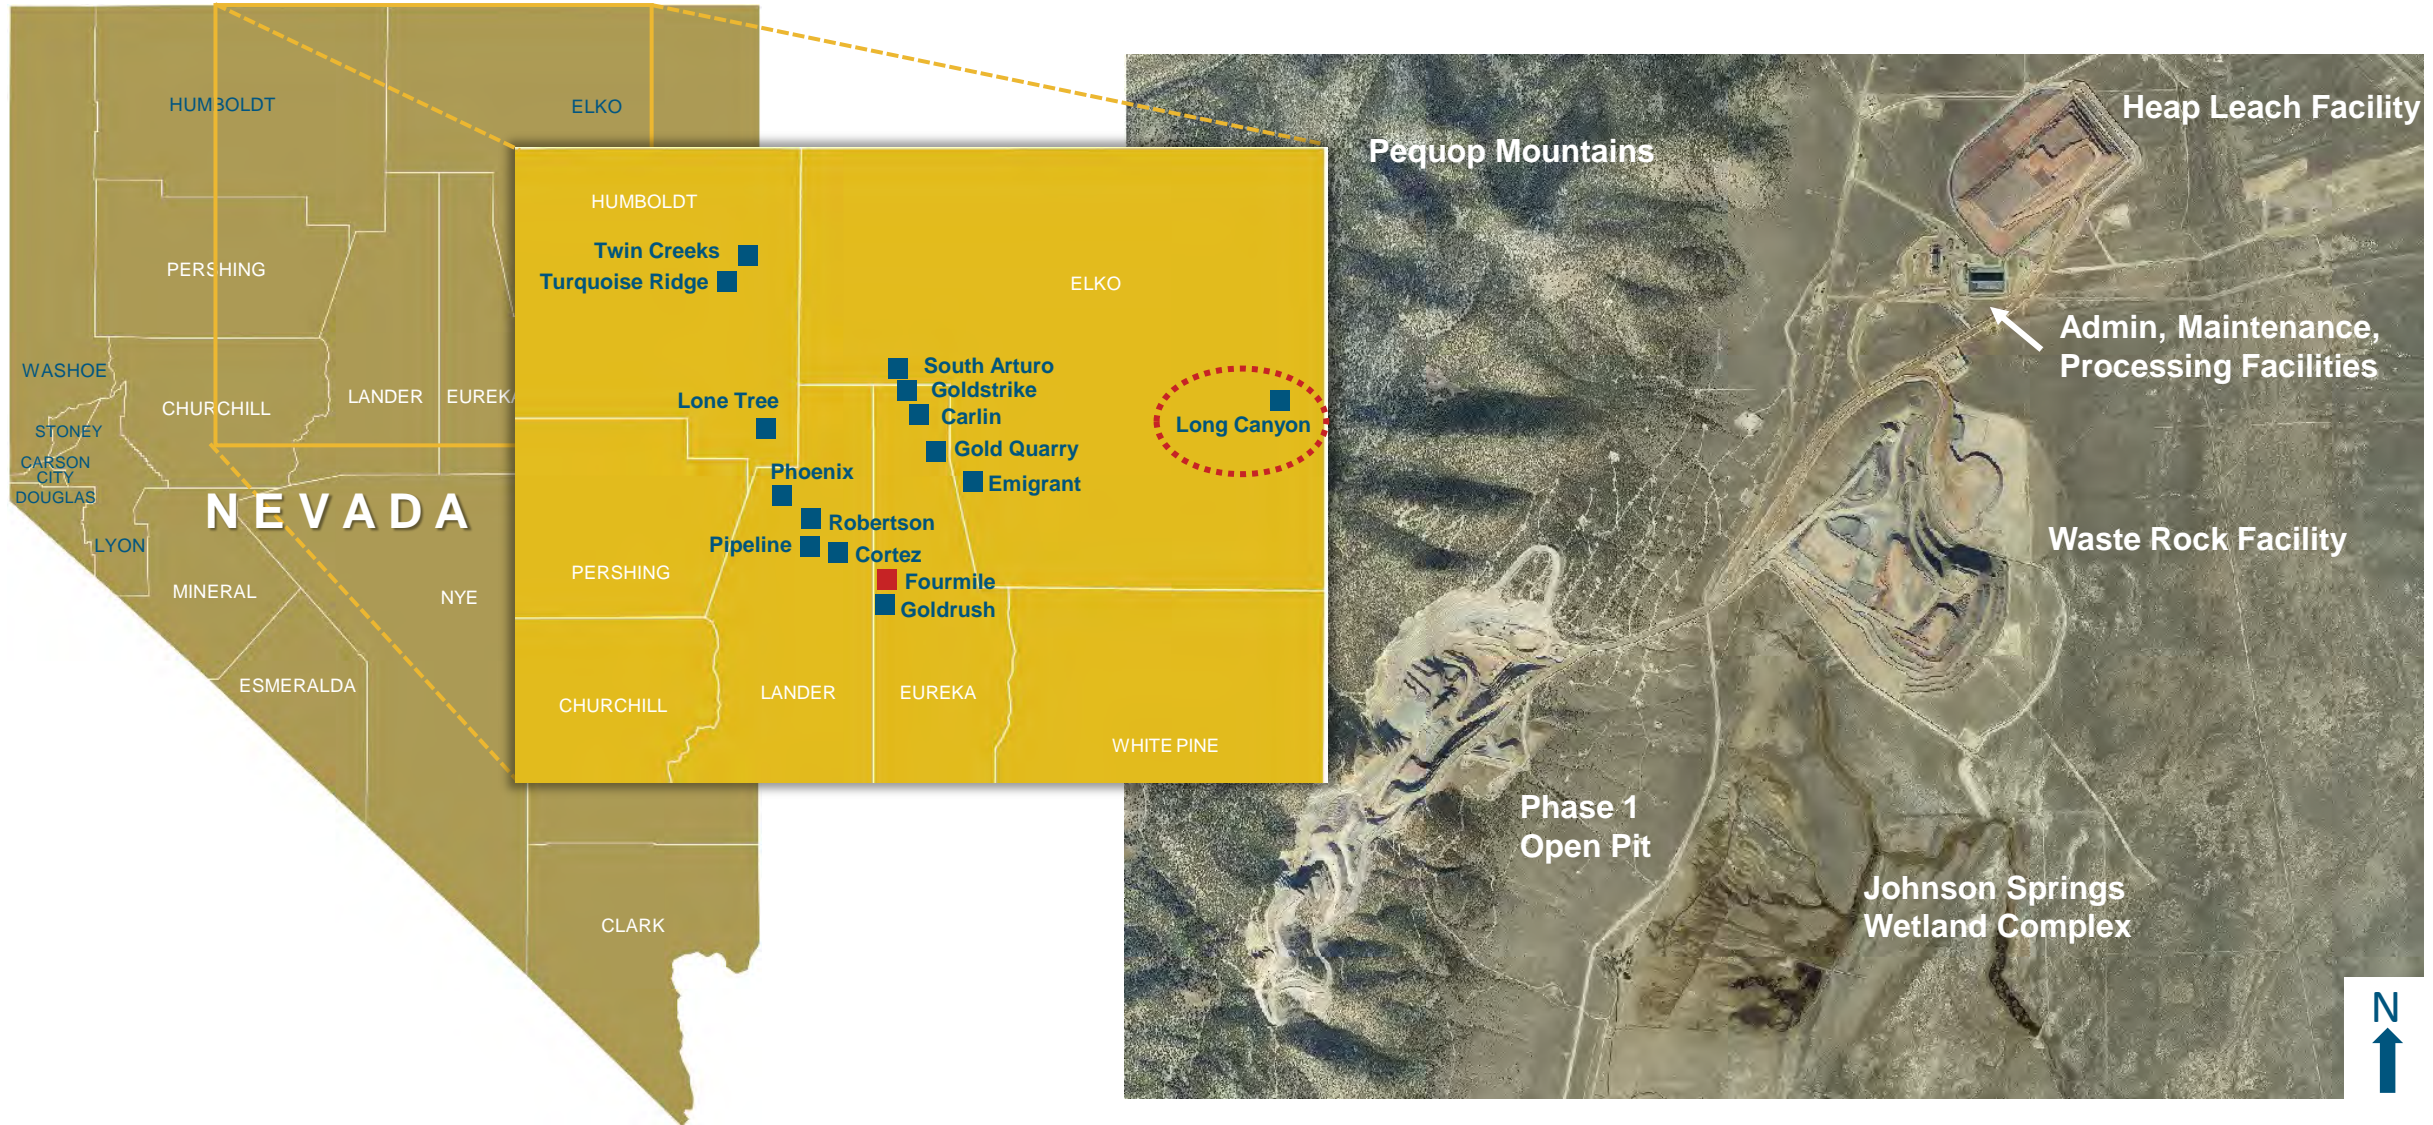 HUMBOLDT
ELKO
PERSHING
WASHOE
CHURCHILL
LANDER
EUREKA
STONEY
CARSON
CITY
DOUGLAS
NEVADA
LYON
MINERAL
NYE
ESMERALDA
CLARK
HUMBOLDT
Twin Creeks
Turquoise Ridge
ELKO
South Arturo
Goldstrike
Lone Tree
Carlin
Long Canyon
Gold Quarry
Phoenix
Emigrant
Robertson
Pipeline
Cortez
PERSHING
Fourmile
Goldrush
LANDER
EUREKA
CHURCHILL
WHITE PINE
Heap Leach Facility
Pequop Mountains
Admin, Maintenance,
Processing Facilities
Waste Rock Facility
Phase 1
Open Pit
Johnson Springs
Wetland Complex
N